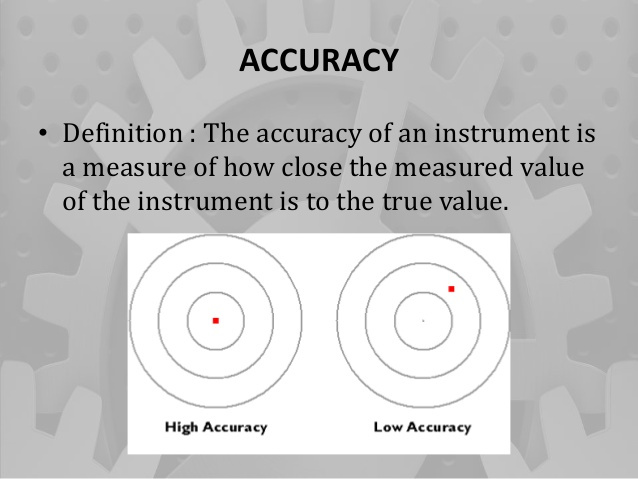 ACCURACY
• Definition : The accuracy of an instrument is
a measure of how close the measured value
of the instrument is to the true value.
High Accuracy
Low Accuracy